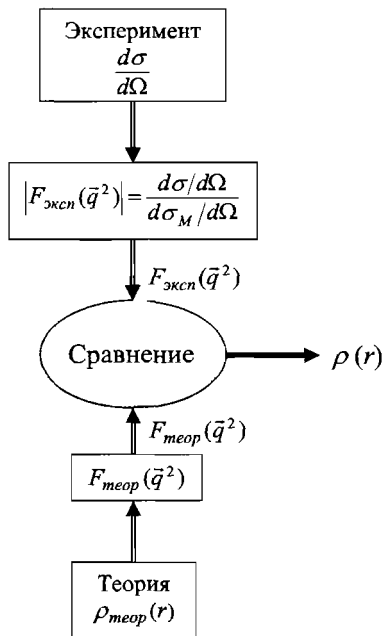 Эксперимент
dσ
dΩ
|F_эксп(q⃗²)| = dσ/dΩ
dσ_M/dΩ
F_эксп(q⃗²)
Сравнение
ρ(r)
F_теор(q⃗²)
F_теор(q⃗²)
Теория
ρ_теор(r)